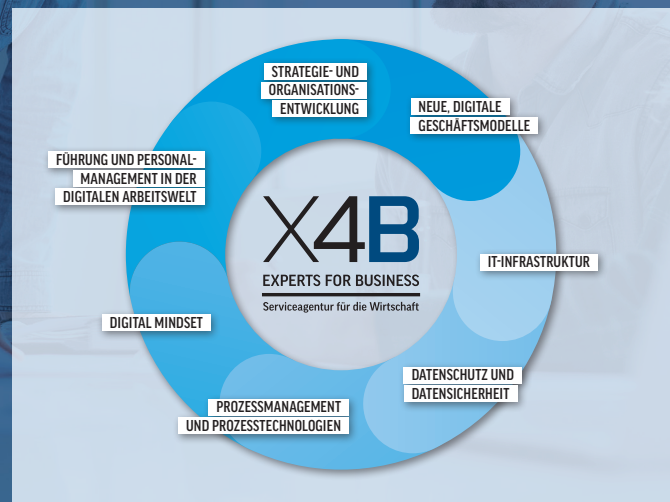 STRATEGIE- UND
ORGANISATIONS-
ENTWICKLUNG
NEUE, DIGITALE
GESCHÄFTSMODELLE
FÜHRUNG UND PERSONAL-
MANAGEMENT IN DER
DIGITALEN ARBEITSWELT
X4B
EXPERTS FOR BUSINESS
Serviceagentur für die Wirtschaft
IT-INFRASTRUKTUR
DIGITAL MINDSET
DATENSCHUTZ UND
DATENSICHERHEIT
PROZESSMANAGEMENT
UND PROZESSTECHNOLOGIEN